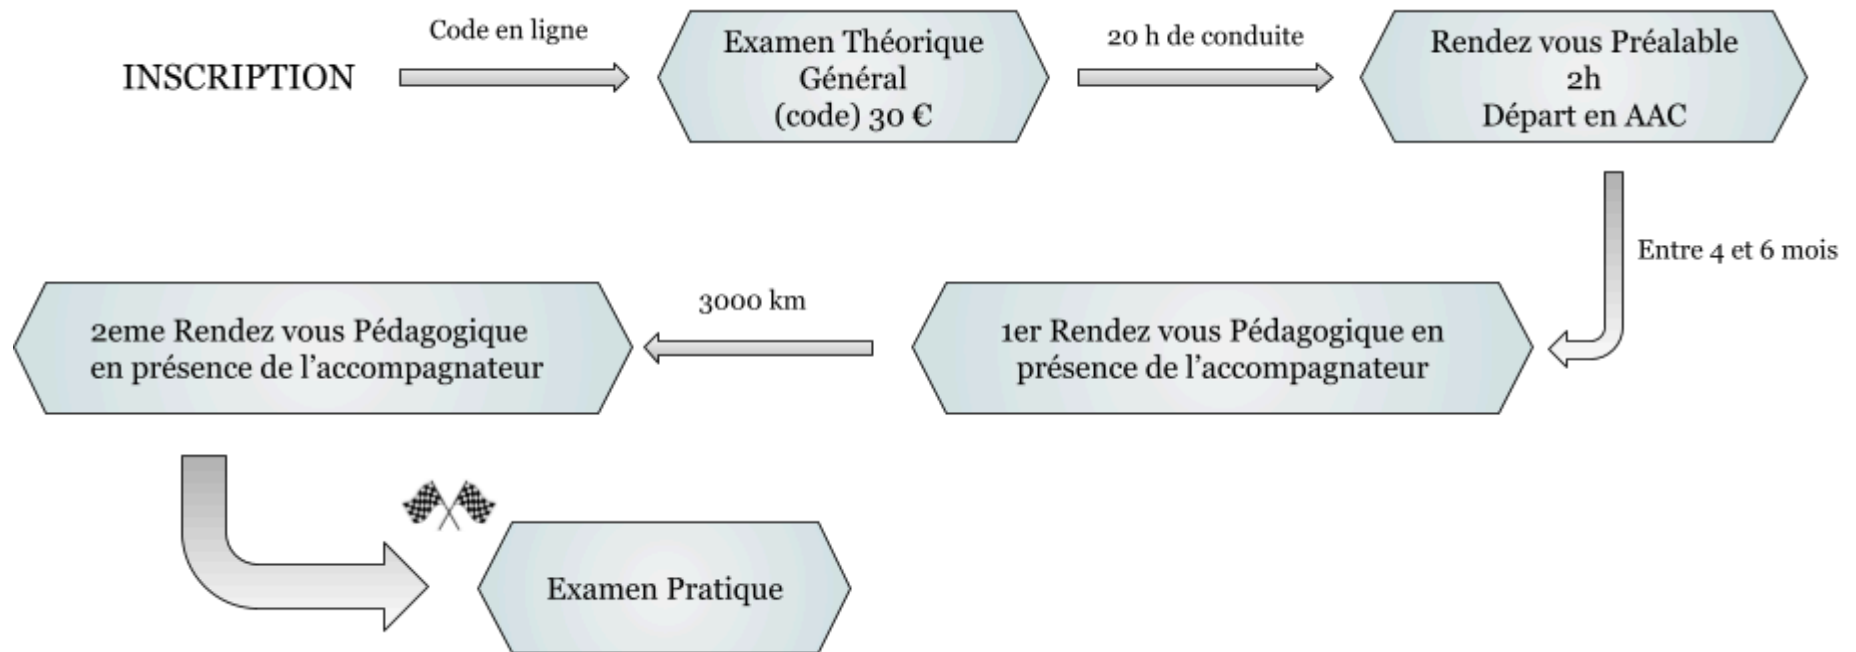 INSCRIPTION
Code en ligne
Examen Théorique
Général
(code) 30 €
20 h de conduite
Rendez vous Préalable
2h
Départ en AAC
Entre 4 et 6 mois
1er Rendez vous Pédagogique en
présence de l'accompagnateur
3000 km
2eme Rendez vous Pédagogique
en présence de l'accompagnateur
Examen Pratique